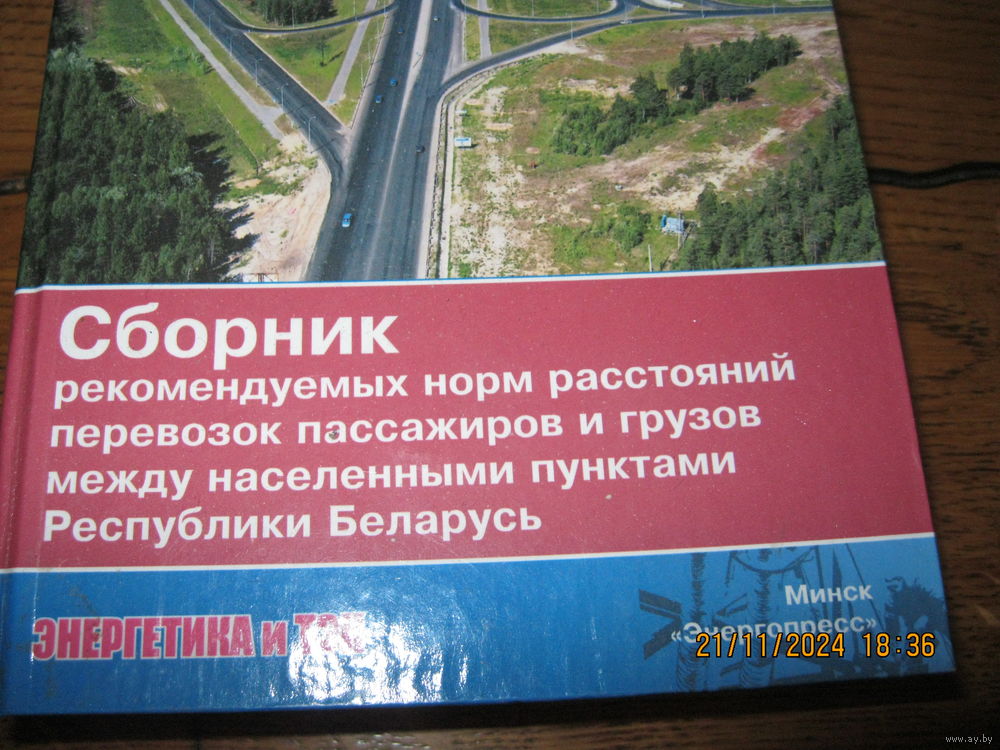 Сборник
рекомендуемых норм расстояний
перевозок пассажиров и грузов
между населенными пунктами
Республики Беларусь
ЭНЕРГЕТИКА и
Минск
«Энергопресс»
21/11/2024 18:36
www.ay.by